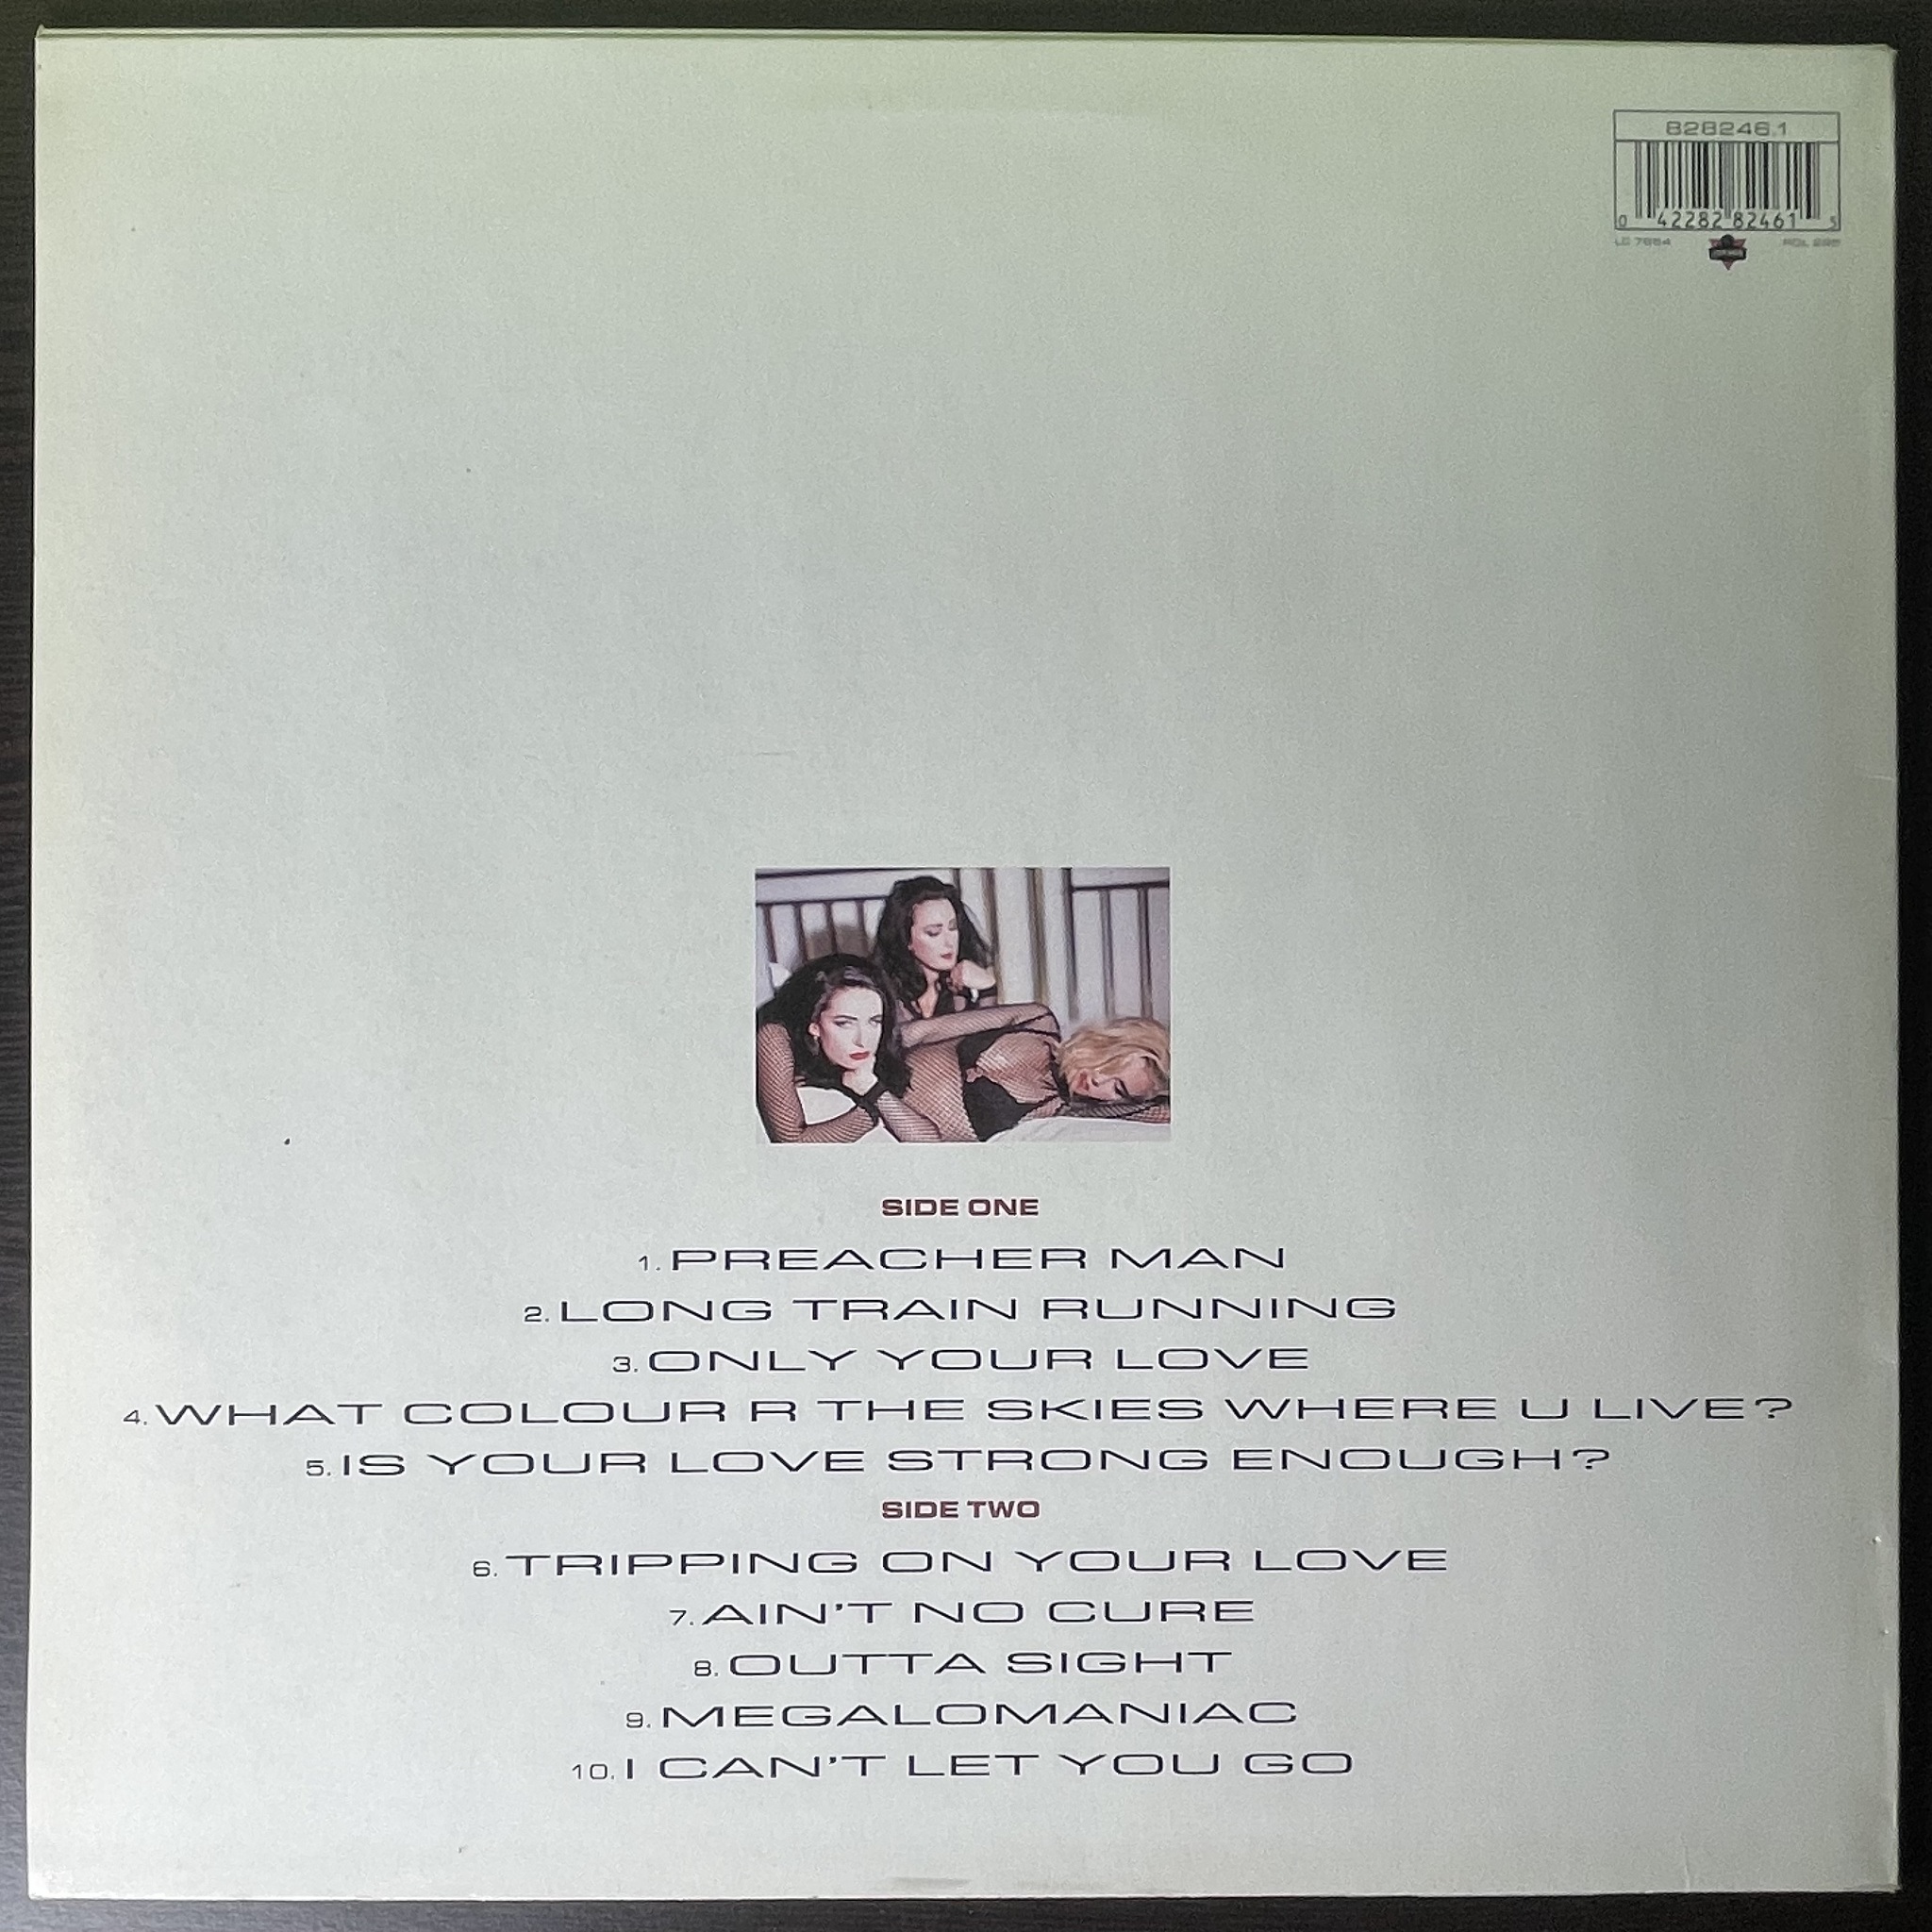 828246.1
0 42282 82461 5
LC 7654
SIDE ONE
1. PREACHER MAN
2. LONG TRAIN RUNNING
3. ONLY YOUR LOVE
4. WHAT COLOUR R THE SKIES WHERE U LIVE?
5. IS YOUR LOVE STRONG ENOUGH?
SIDE TWO
6. TRIPPING ON YOUR LOVE
7. AIN'T NO CURE
8. OUTTA SIGHT
9. MEGALOMANIAC
10. I CAN'T LET YOU GO